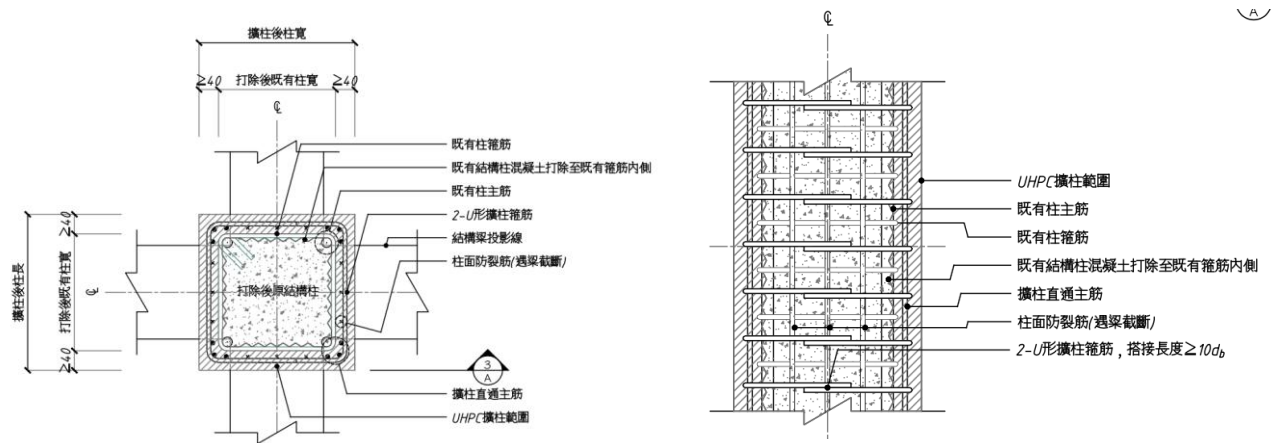 擴柱後柱寬
≥40
打除後既有柱寬
≥40
℄
既有柱箍筋
既有結構柱混凝土打除至既有箍筋內側
既有柱主筋
2-U形擴柱箍筋
結構梁投影線
柱面防裂筋(遇梁截斷)
擴柱後柱長
≥40
打除後既有柱寬
≥40
℄
打除後原結構柱
3
A
擴柱直通主筋
UHPC擴柱範圍
℄
A
UHPC擴柱範圍
既有柱主筋
既有柱箍筋
既有結構柱混凝土打除至既有箍筋內側
擴柱直通主筋
柱面防裂筋(遇梁截斷)
2-U形擴柱箍筋，搭接長度≥10db